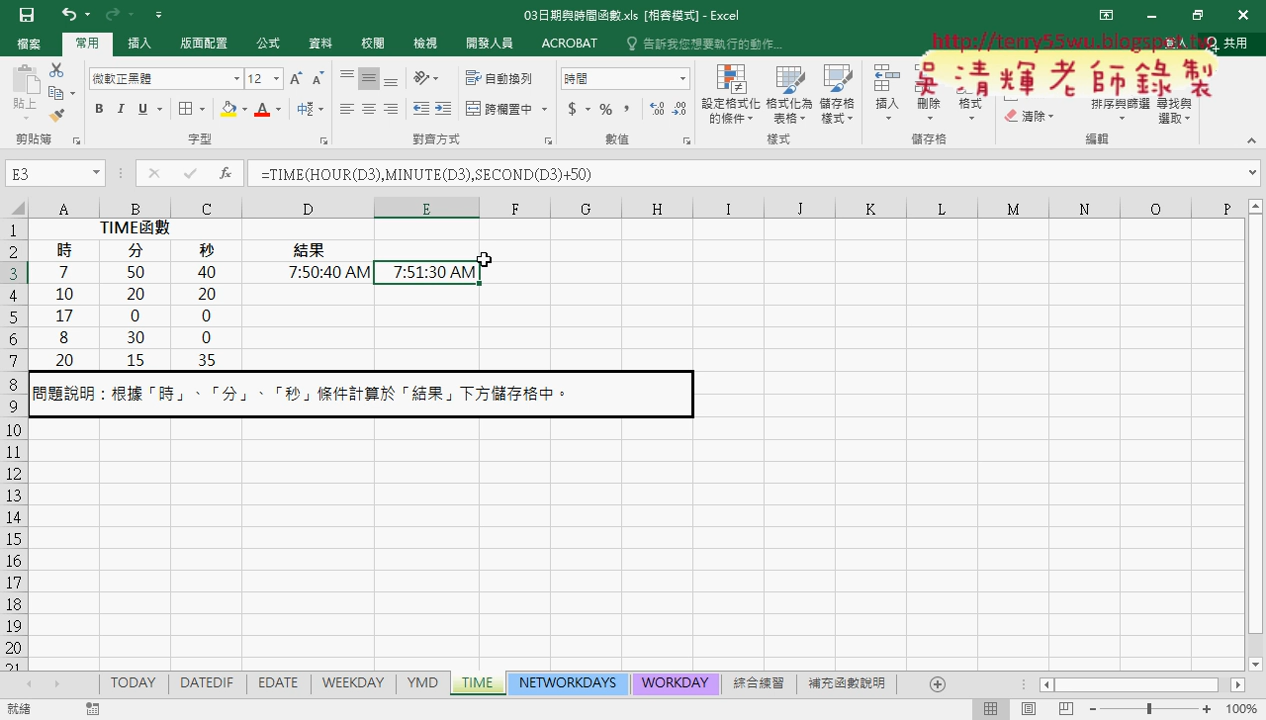 03日期與時間函數.xls [相容模式] - Excel
檔案 常用 插入 版面配置 公式 資料 校閱 檢視 開發人員 ACROBAT 告訴我您想要執行的動作... 登入 共用
http://terry55wu.blogspot.tw
吳清輝老師錄製
貼上 微軟正黑體 12 自動換列 時間 設定格式化的條件 格式化為表格 儲存格樣式 插入 刪除 格式 清除 排序與篩選 尋找與選取
B I U 跨欄置中 $ %
剪貼簿 字型 對齊方式 數值 樣式 儲存格 編輯
E3 fx =TIME(HOUR(D3),MINUTE(D3),SECOND(D3)+50)
A B C D E F G H I J K L M N O P
1 TIME函數
2 時 分 秒 結果
3 7 50 40 7:50:40 AM 7:51:30 AM
4 10 20 20
5 17 0 0
6 8 30 0
7 20 15 35
8 問題說明：根據「時」、「分」、「秒」條件計算於「結果」下方儲存格中。
9
10
11
12
13
14
15
16
17
18
19
20
21
TODAY DATEDIF EDATE WEEKDAY YMD TIME NETWORKDAYS WORKDAY 綜合練習 補充函數說明
就緒 100%